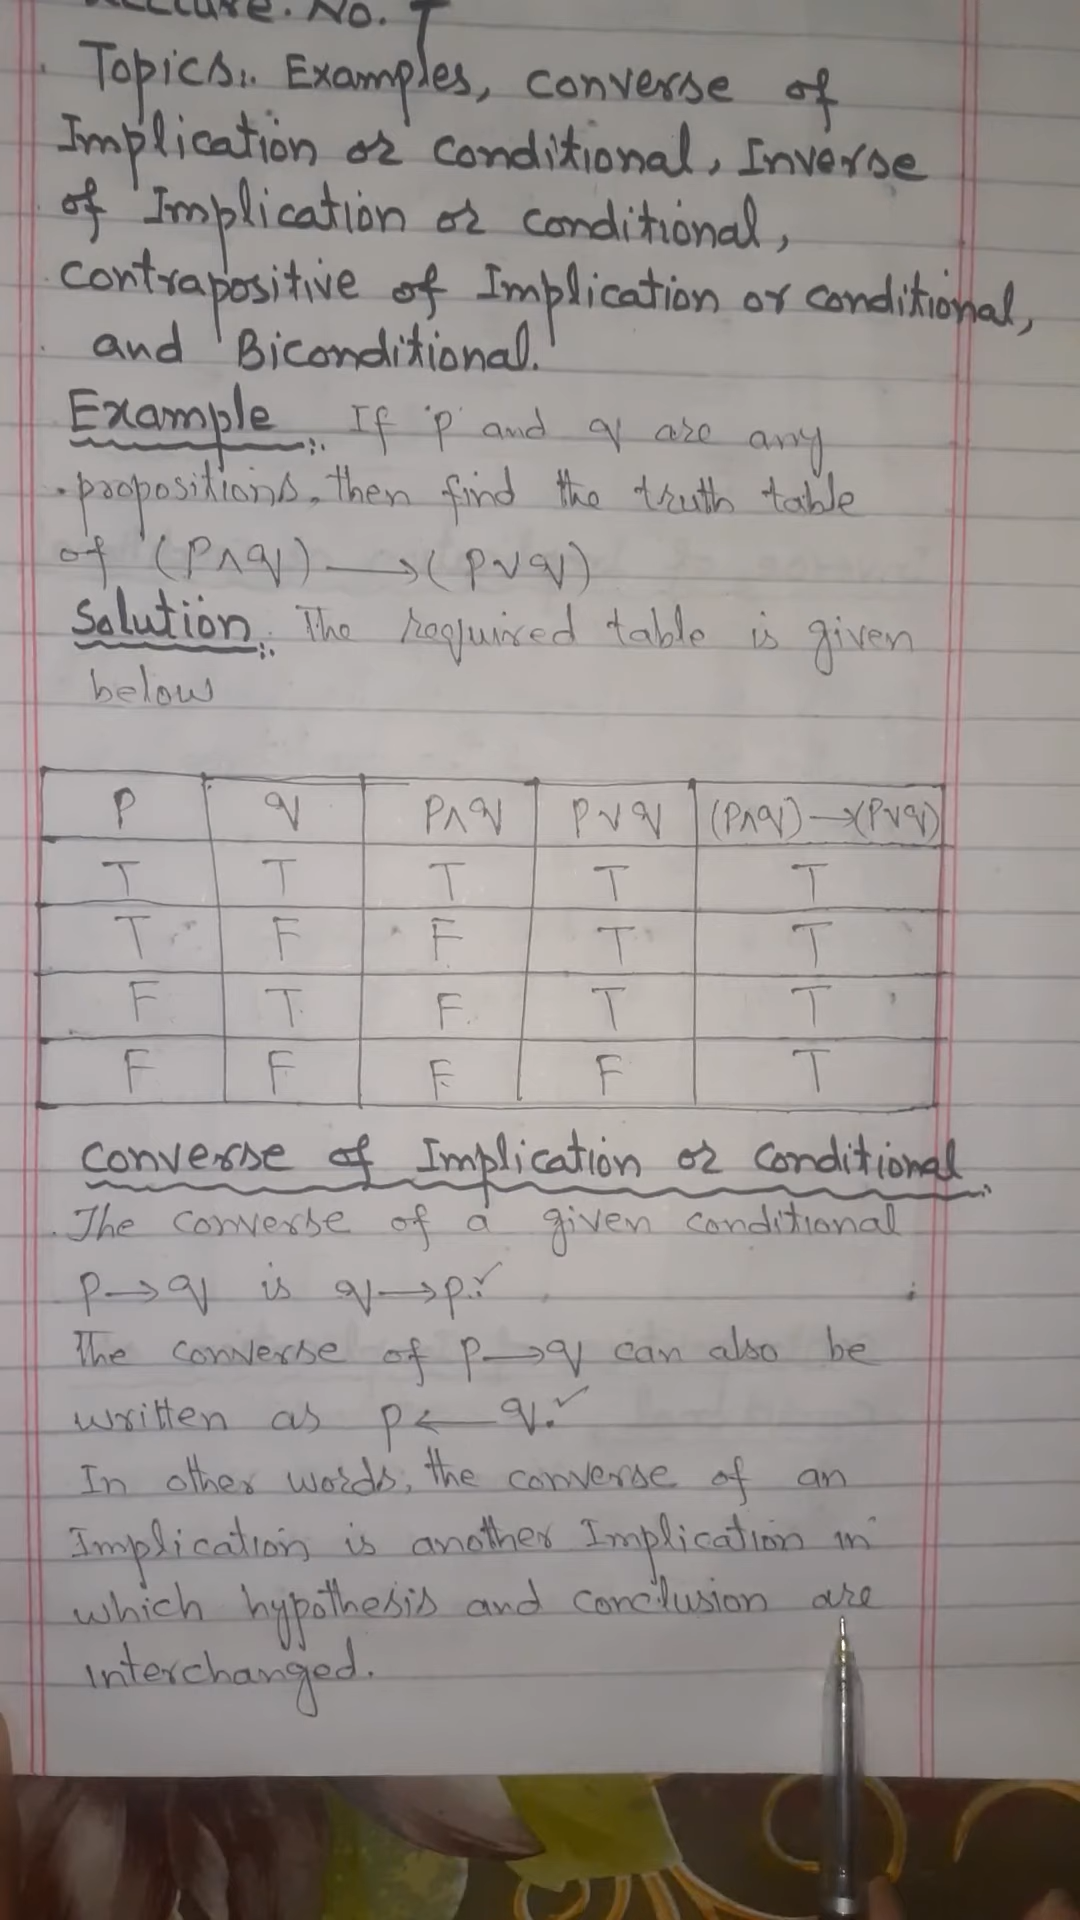 Lecture. No. 7
Topics:. Examples, Converse of
Implication or Conditional, Inverse
of Implication or Conditional,
Contrapositive of Implication or conditional,
and Biconditional.
Example:. If p and q are any
propositions, then find the truth table
of (p∧q) → (p∨q)
Solution:. The required table is given
below
p q p∧q p∨q (p∧q)→(p∨q)
T T T T T
T F F T T
F T F T T
F F F F T
Converse of Implication or Conditional:.
The Converse of a given conditional
p→q is q→p.✓
The converse of p→q can also be
written as p← q.✓
In other words, the converse of an
Implication is another Implication in
which hypothesis and conclusion are
interchanged.